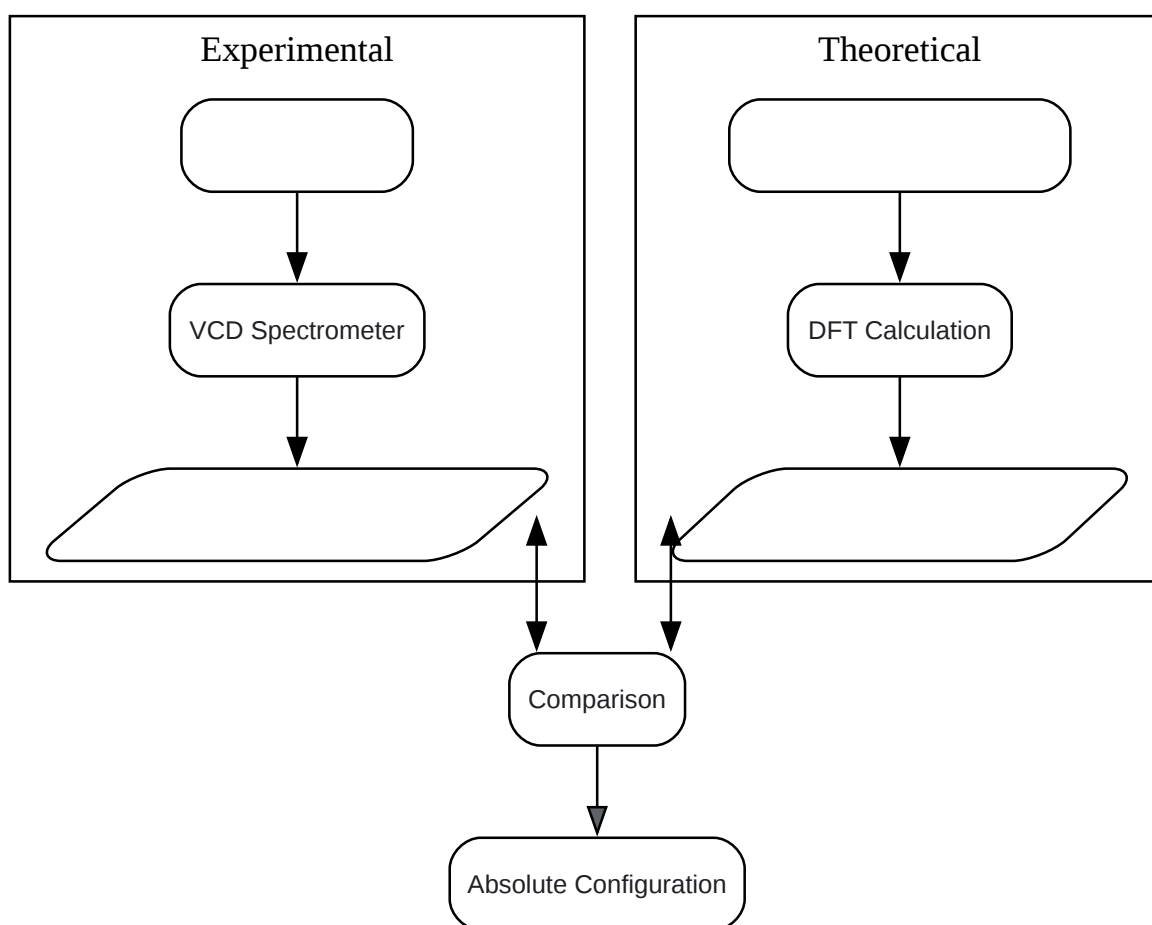 Experimental
Theoretical
VCD Spectrometer
DFT Calculation
Comparison
Absolute Configuration